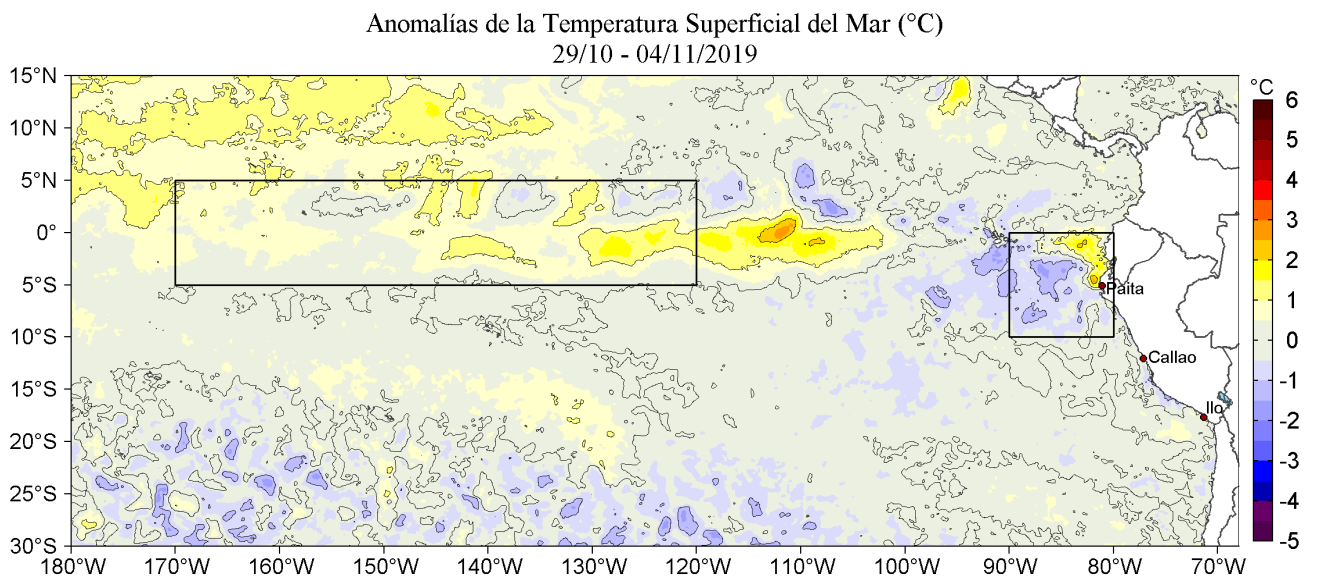 Anomalías de la Temperatura Superficial del Mar (°C)
29/10 - 04/11/2019
°C
15°N
10°N
5°N
0°
5°S
10°S
15°S
20°S
25°S
30°S
6
5
4
3
2
1
0
-1
-2
-3
-4
-5
Paita
Callao
Ilo
180°W 170°W 160°W 150°W 140°W 130°W 120°W 110°W 100°W 90°W 80°W 70°W